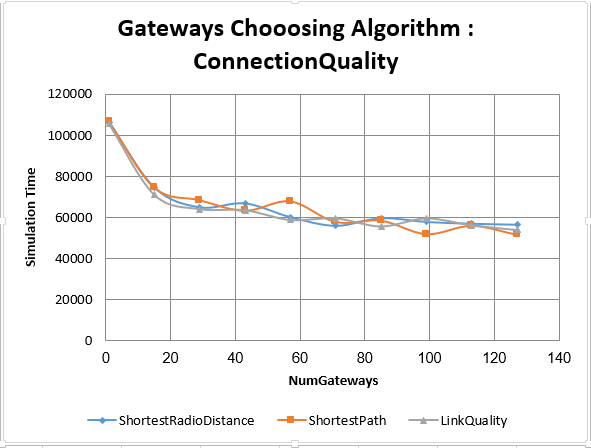 Gateways Chooosing Algorithm :
ConnectionQuality
120000
100000
80000
60000
40000
20000
0
Simulation Time
0 20 40 60 80 100 120 140
NumGateways
ShortestRadioDistance ShortestPath LinkQuality